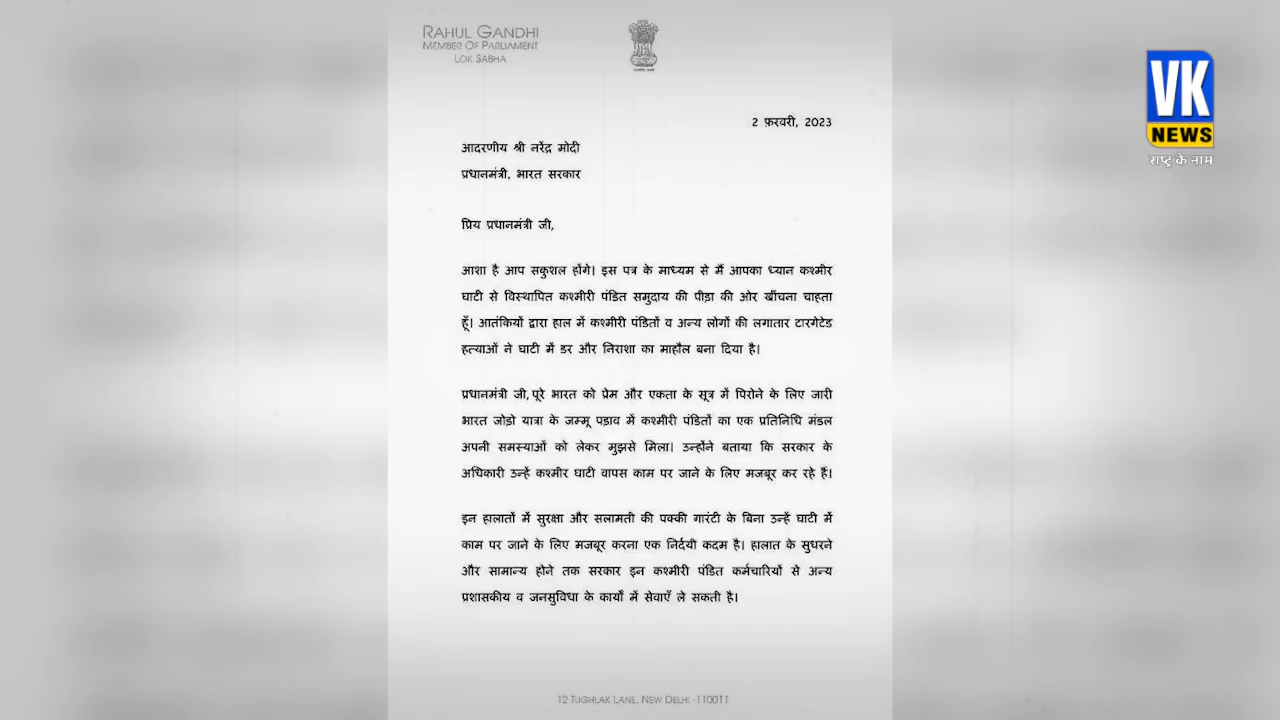 RAHUL GANDHI
MEMBER OF PARLIAMENT
LOK SABHA
VK
NEWS
राष्ट्र के नाम
2 फ़रवरी, 2023
आदरणीय श्री नरेंद्र मोदी
प्रधानमंत्री, भारत सरकार
प्रिय प्रधानमंत्री जी,
आशा है आप सकुशल होंगे। इस पत्र के माध्यम से मैं आपका ध्यान कश्मीर
घाटी से विस्थापित कश्मीरी पंडित समुदाय की पीड़ा की ओर खींचना चाहता
हूँ। आतंकियों द्वारा हाल में कश्मीरी पंडितों व अन्य लोगों की लगातार टारगेटेड
हत्याओं ने घाटी में डर और निराशा का माहौल बना दिया है।
प्रधानमंत्री जी, पूरे भारत को प्रेम और एकता के सूत्र में पिरोने के लिए जारी
भारत जोड़ो यात्रा के जम्मू पड़ाव में कश्मीरी पंडितों का एक प्रतिनिधि मंडल
अपनी समस्याओं को लेकर मुझसे मिला। उन्होंने बताया कि सरकार के
अधिकारी उन्हें कश्मीर घाटी वापस काम पर जाने के लिए मजबूर कर रहे हैं।
इन हालातों में सुरक्षा और सलामती की पक्की गारंटी के बिना उन्हें घाटी में
काम पर जाने के लिए मजबूर करना एक निर्दयी कदम है। हालात के सुधरने
और सामान्य होने तक सरकार इन कश्मीरी पंडित कर्मचारियों से अन्य
प्रशासकीय व जनसुविधा के कार्यों में सेवाएँ ले सकती है।
12 TUGHLAK LANE, NEW DELHI -110011